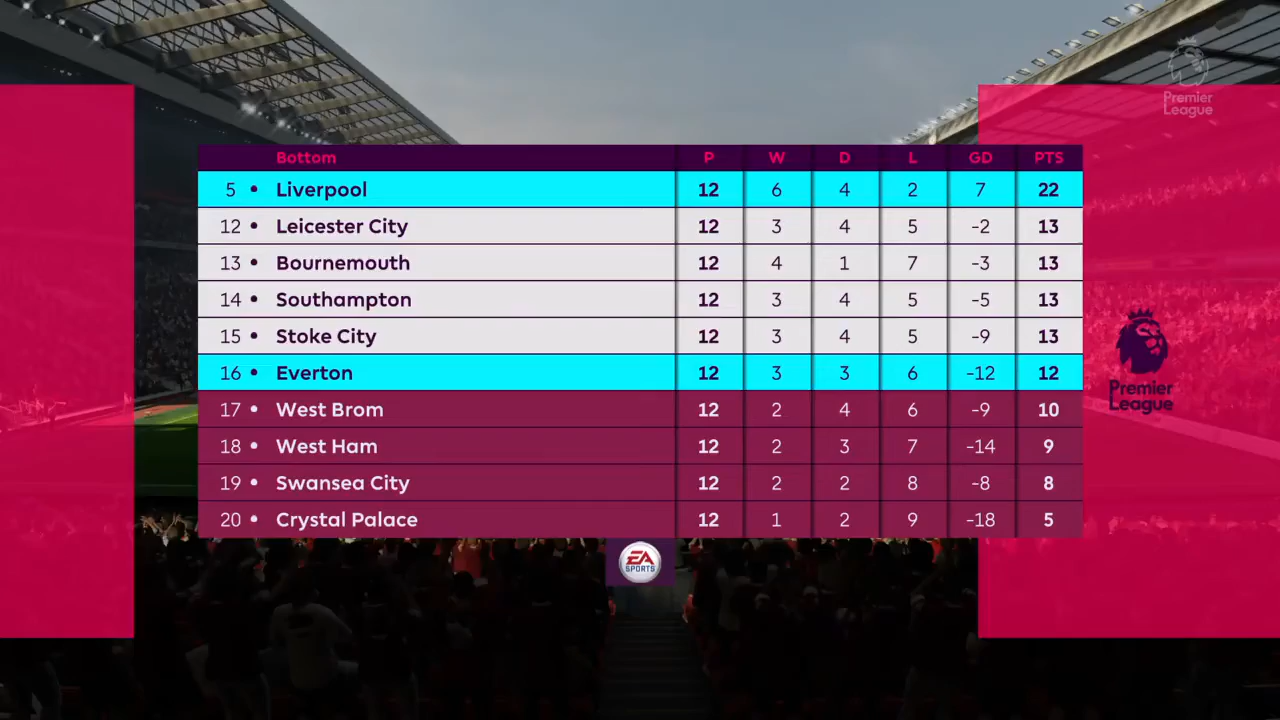 Premier
League
Bottom P W D L GD PTS
5 • Liverpool 12 6 4 2 7 22
12 • Leicester City 12 3 4 5 -2 13
13 • Bournemouth 12 4 1 7 -3 13
14 • Southampton 12 3 4 5 -5 13
15 • Stoke City 12 3 4 5 -9 13
16 • Everton 12 3 3 6 -12 12
17 • West Brom 12 2 4 6 -9 10
18 • West Ham 12 2 3 7 -14 9
19 • Swansea City 12 2 2 8 -8 8
20 • Crystal Palace 12 1 2 9 -18 5
Premier
League
EA
SPORTS